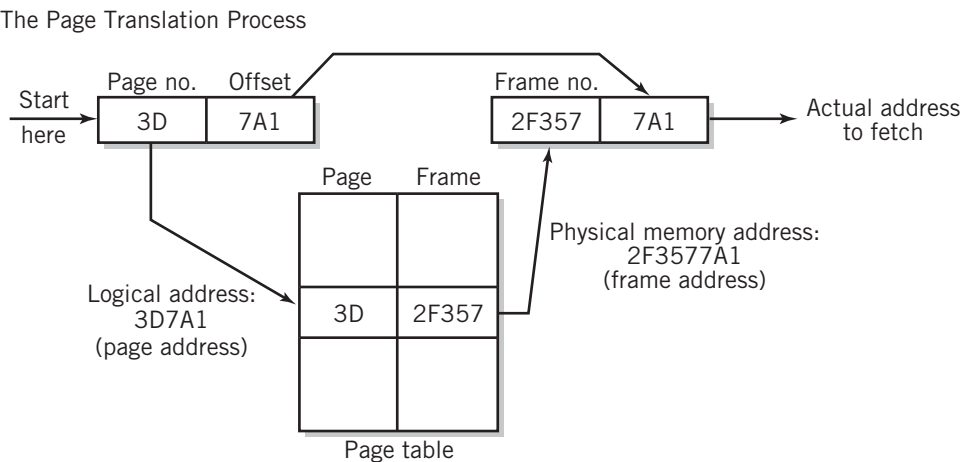 The Page Translation Process
Page no. Offset
Frame no.
Start
here
3D 7A1
2F357 7A1
Actual address
to fetch
Page Frame
Physical memory address:
2F3577A1
(frame address)
Logical address:
3D7A1
(page address)
3D 2F357
Page table